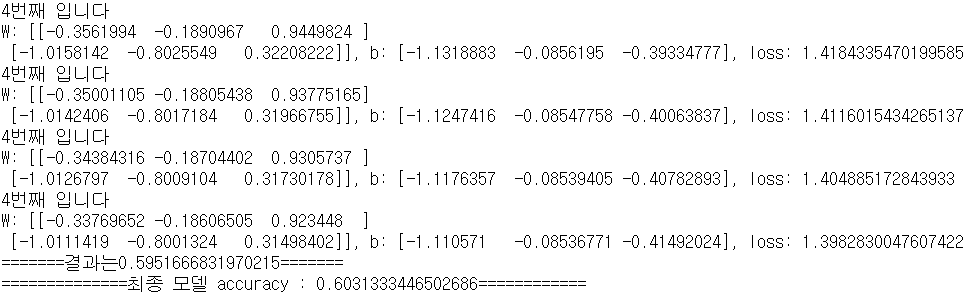 4번째 입니다
W: [[-0.3561994  -0.1890967   0.9449824 ]
 [-1.0158142  -0.8025549   0.32208222]], b: [-1.1318883  -0.0856195  -0.39334777], loss: 1.4184335470199585
4번째 입니다
W: [[-0.35001105 -0.18805438  0.93775165]
 [-1.0142406  -0.8017184   0.31966755]], b: [-1.1247416  -0.08547758 -0.40063837], loss: 1.4116015434265137
4번째 입니다
W: [[-0.34384316 -0.18704402  0.9305737 ]
 [-1.0126797  -0.8009104   0.31730178]], b: [-1.1176357  -0.08539405 -0.40782893], loss: 1.404885172843933
4번째 입니다
W: [[-0.33769652 -0.18606505  0.923448  ]
 [-1.0111419  -0.8001324   0.31498402]], b: [-1.110571   -0.08536771 -0.41492024], loss: 1.3982830047607422
=======결과는0.5951666831970215=======
==============최종 모델 accuracy : 0.6031333446502686============